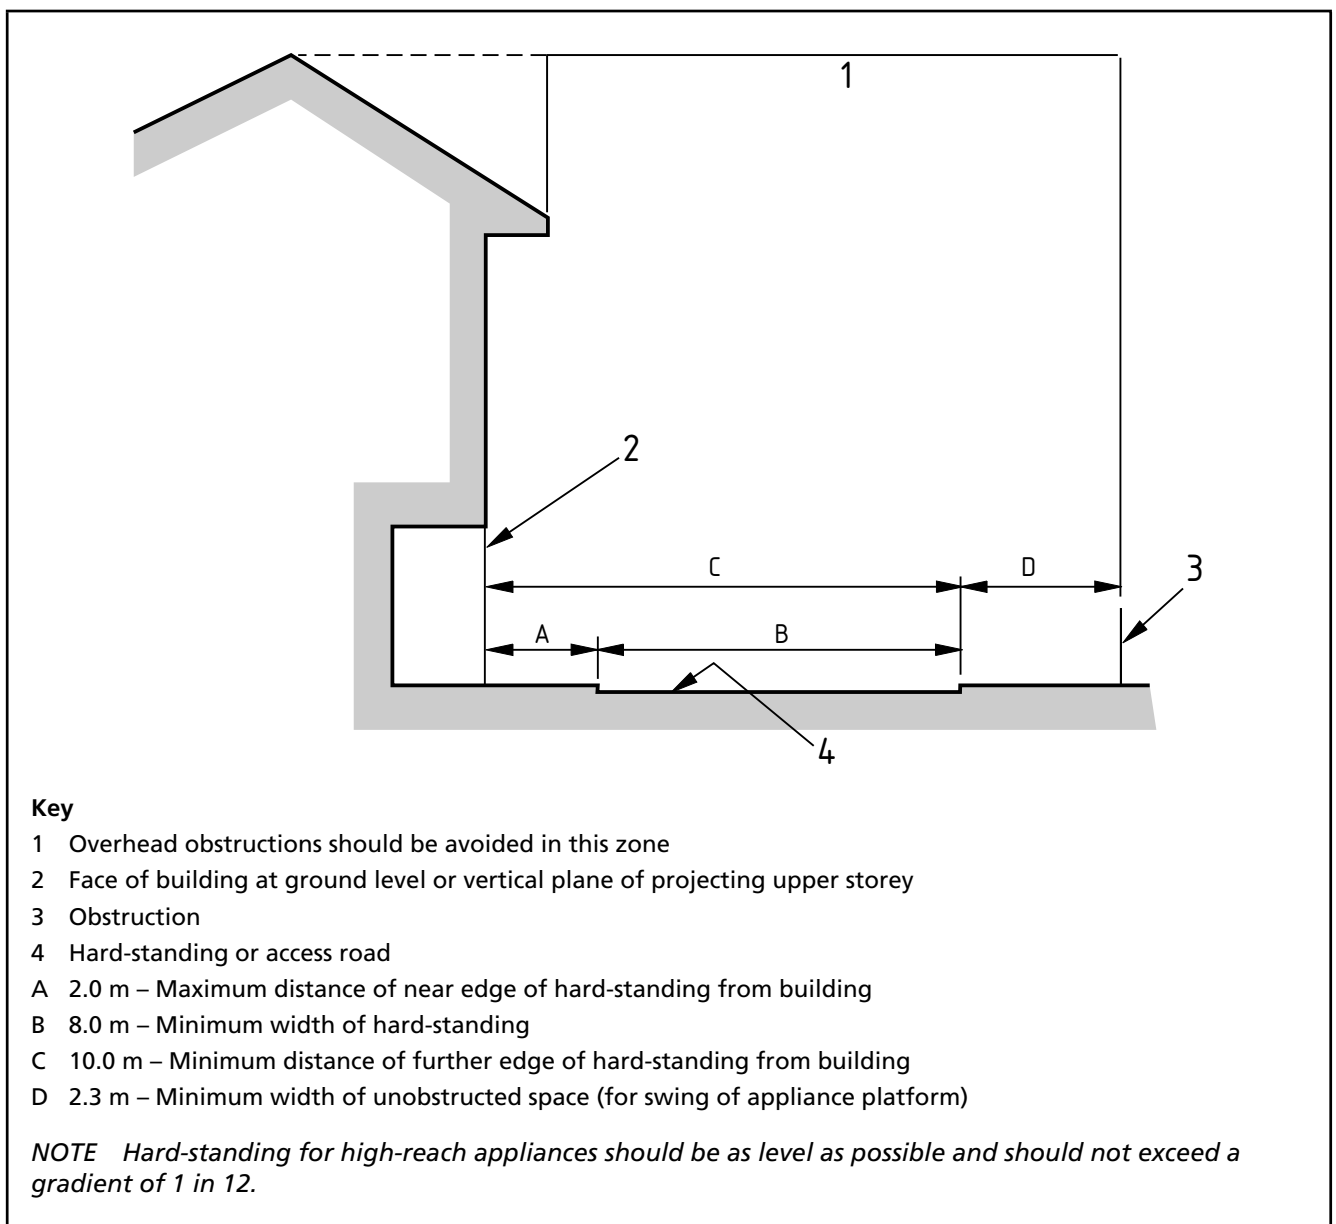 1
2
C
D
3
A
B
4
Key
1 Overhead obstructions should be avoided in this zone
2 Face of building at ground level or vertical plane of projecting upper storey
3 Obstruction
4 Hard-standing or access road
A 2.0 m – Maximum distance of near edge of hard-standing from building
B 8.0 m – Minimum width of hard-standing
C 10.0 m – Minimum distance of further edge of hard-standing from building
D 2.3 m – Minimum width of unobstructed space (for swing of appliance platform)
NOTE Hard-standing for high-reach appliances should be as level as possible and should not exceed a
gradient of 1 in 12.